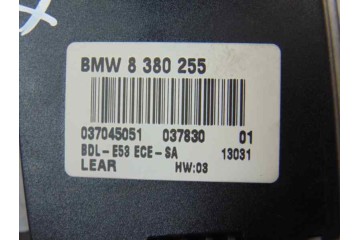 BMW 8 380 255
037045051 037830 01
BDL-E53 ECE-SA 13031
LEAR HW:03